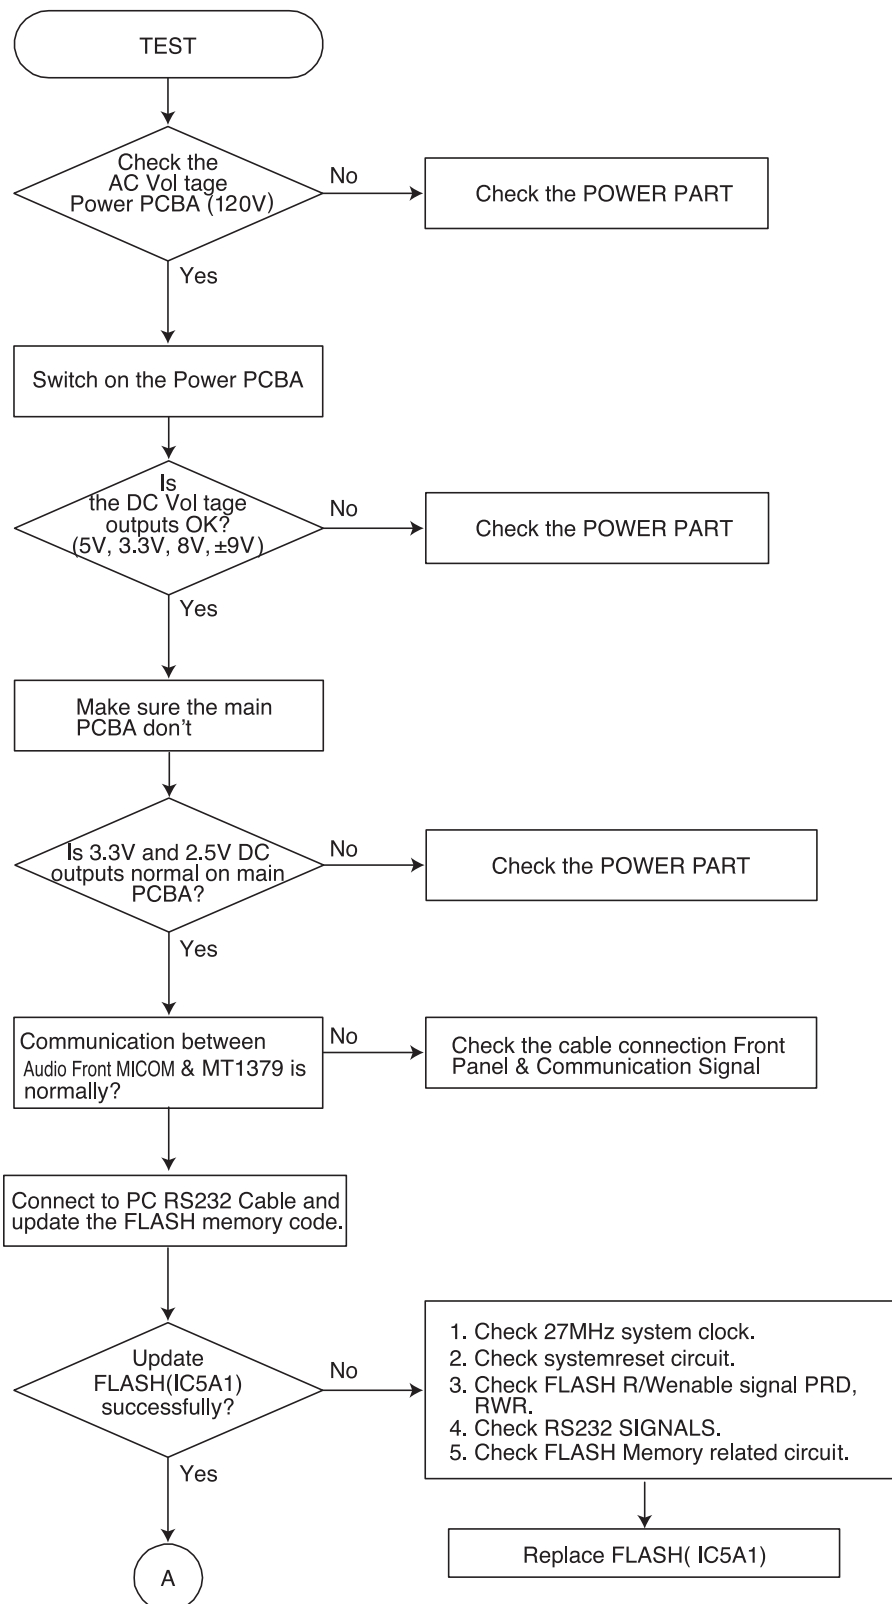 TEST
Check the
AC Vol tage
Power PCBA (120V)
No
Check the POWER PART
Yes
Switch on the Power PCBA
Is
the DC Vol tage
outputs OK?
(5V, 3.3V, 8V, ±9V)
No
Check the POWER PART
Yes
Make sure the main
PCBA don't
Is 3.3V and 2.5V DC
outputs normal on main
PCBA?
No
Check the POWER PART
Yes
Communication between
Audio Front MICOM & MT1379 is
normally?
No
Check the cable connection Front
Panel & Communication Signal
Connect to PC RS232 Cable and
update the FLASH memory code.
Update
FLASH(IC5A1)
successfully?
No
1. Check 27MHz system clock.
2. Check systemreset circuit.
3. Check FLASH R/Wenable signal PRD,
RWR.
4. Check RS232 SIGNALS.
5. Check FLASH Memory related circuit.
Yes
Replace FLASH( IC5A1)
A